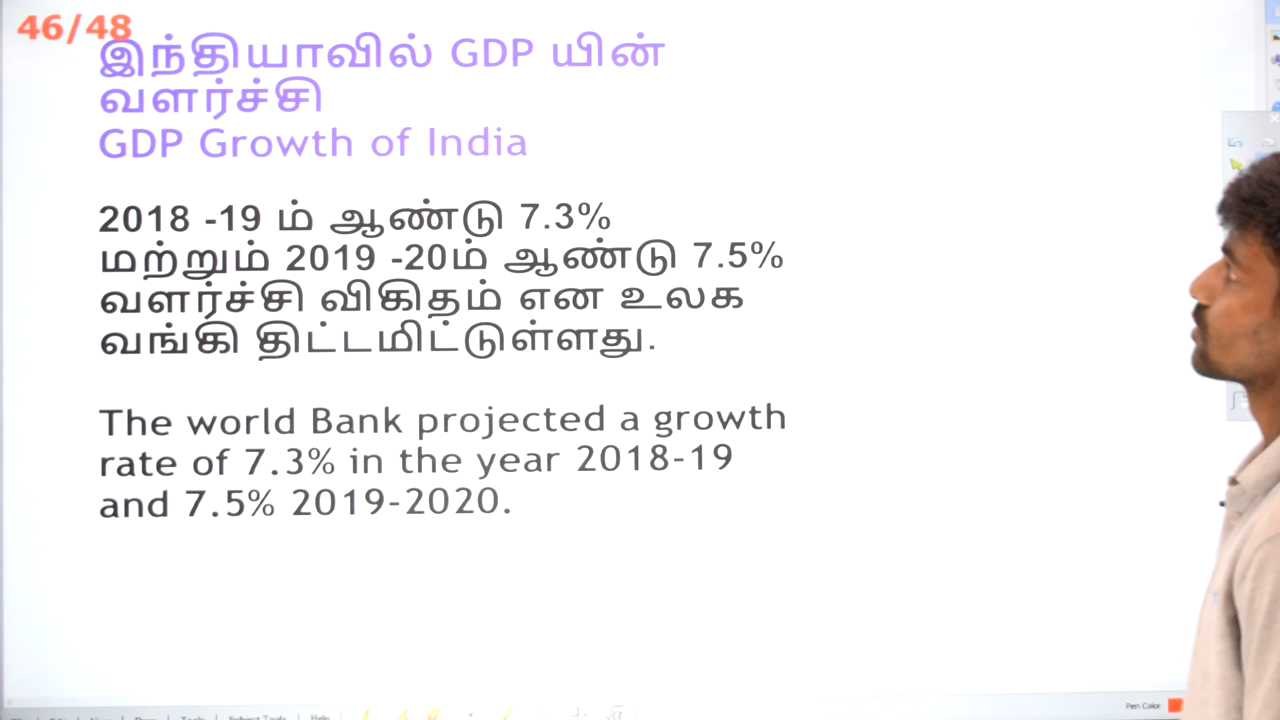 46/48
இந்தியாவில் GDP யின்
வளர்ச்சி
GDP Growth of India
2018 -19 ம் ஆண்டு 7.3%
மற்றும் 2019 -20ம் ஆண்டு 7.5%
வளர்ச்சி விகிதம் என உலக
வங்கி திட்டமிட்டுள்ளது.
The world Bank projected a growth
rate of 7.3% in the year 2018-19
and 7.5% 2019-2020.
Pen Color